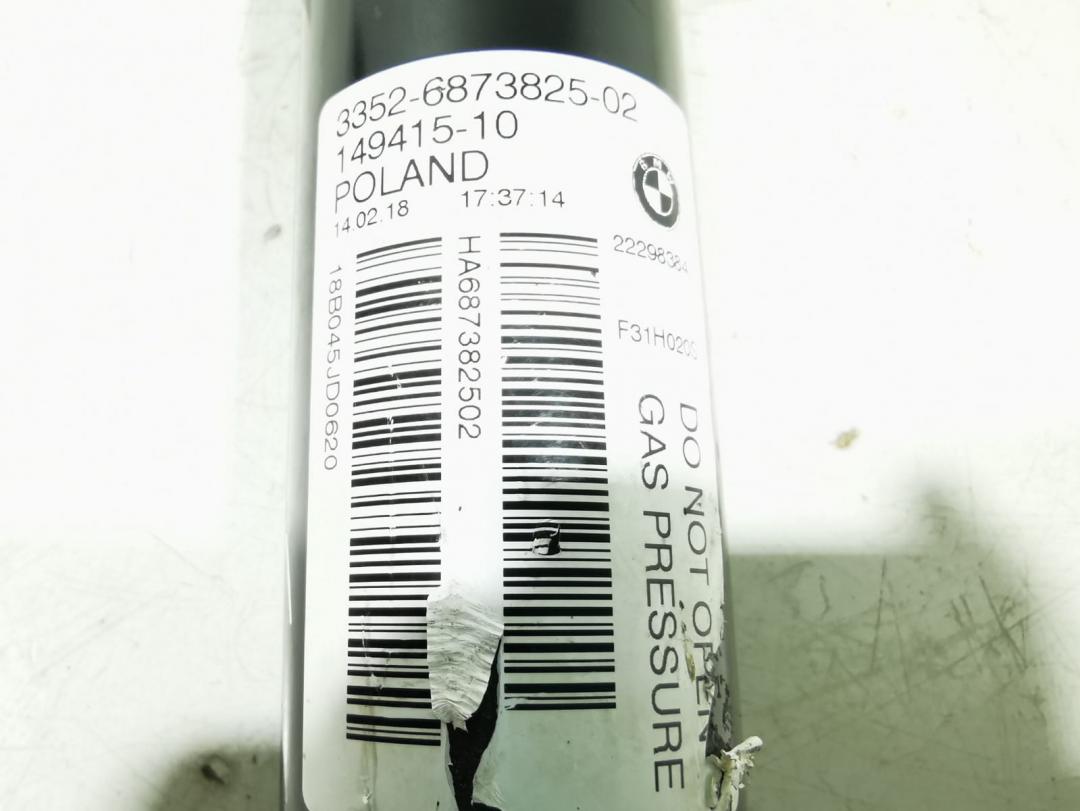 3352-6873825-02
149415-10
POLAND
14.02.18 17:37:14
BMW
22298384
18B045JD0620
HA687382502
DO NOT OPEN
GAS PRESSURE